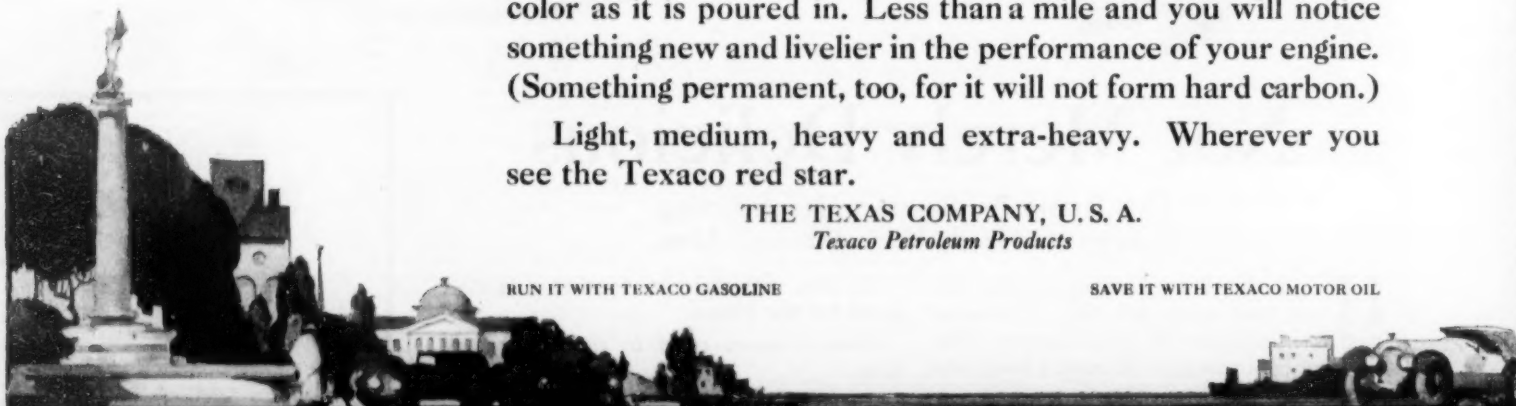 color as it is poured in. Less than a mile and you will notice
something new and livelier in the performance of your engine.
(Something permanent, too, for it will not form hard carbon.)
Light, medium, heavy and extra-heavy. Wherever you
see the Texaco red star.
THE TEXAS COMPANY, U. S. A.
Texaco Petroleum Products
RUN IT WITH TEXACO GASOLINE
SAVE IT WITH TEXACO MOTOR OIL